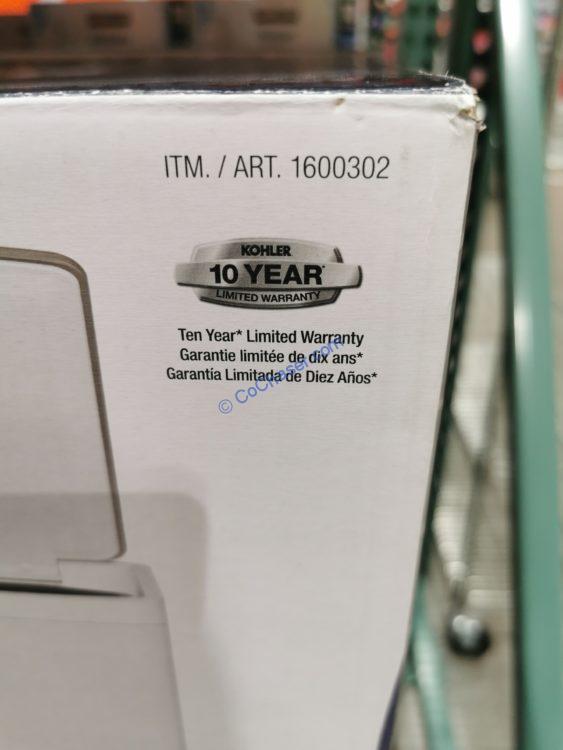 ITM. / ART. 1600302
KOHLER
10 YEAR*
LIMITED WARRANTY
Ten Year* Limited Warranty
Garantie limitée de dix ans*
Garantía Limitada de Diez Años*
© CoChaser.com